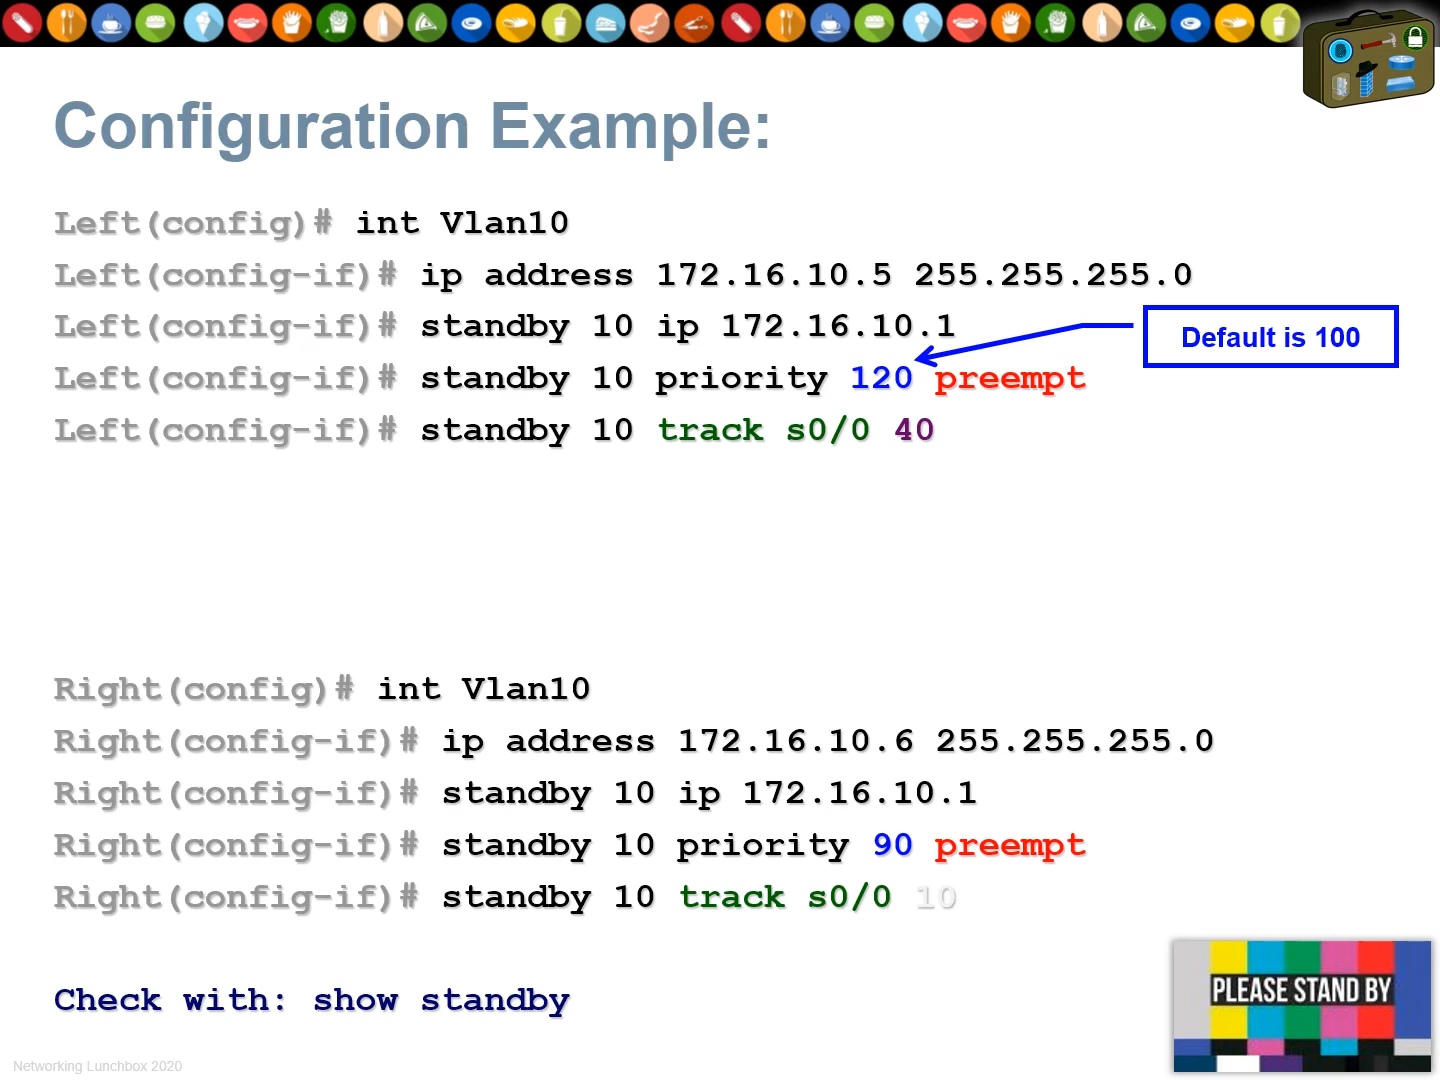 Configuration Example:
Left(config)# int Vlan10
Left(config-if)# ip address 172.16.10.5 255.255.255.0
Left(config-if)# standby 10 ip 172.16.10.1
Default is 100
Left(config-if)# standby 10 priority 120 preempt
Left(config-if)# standby 10 track s0/0 40
Right(config)# int Vlan10
Right(config-if)# ip address 172.16.10.6 255.255.255.0
Right(config-if)# standby 10 ip 172.16.10.1
Right(config-if)# standby 10 priority 90 preempt
Right(config-if)# standby 10 track s0/0 10
Check with: show standby
PLEASE STAND BY
Networking Lunchbox 2020